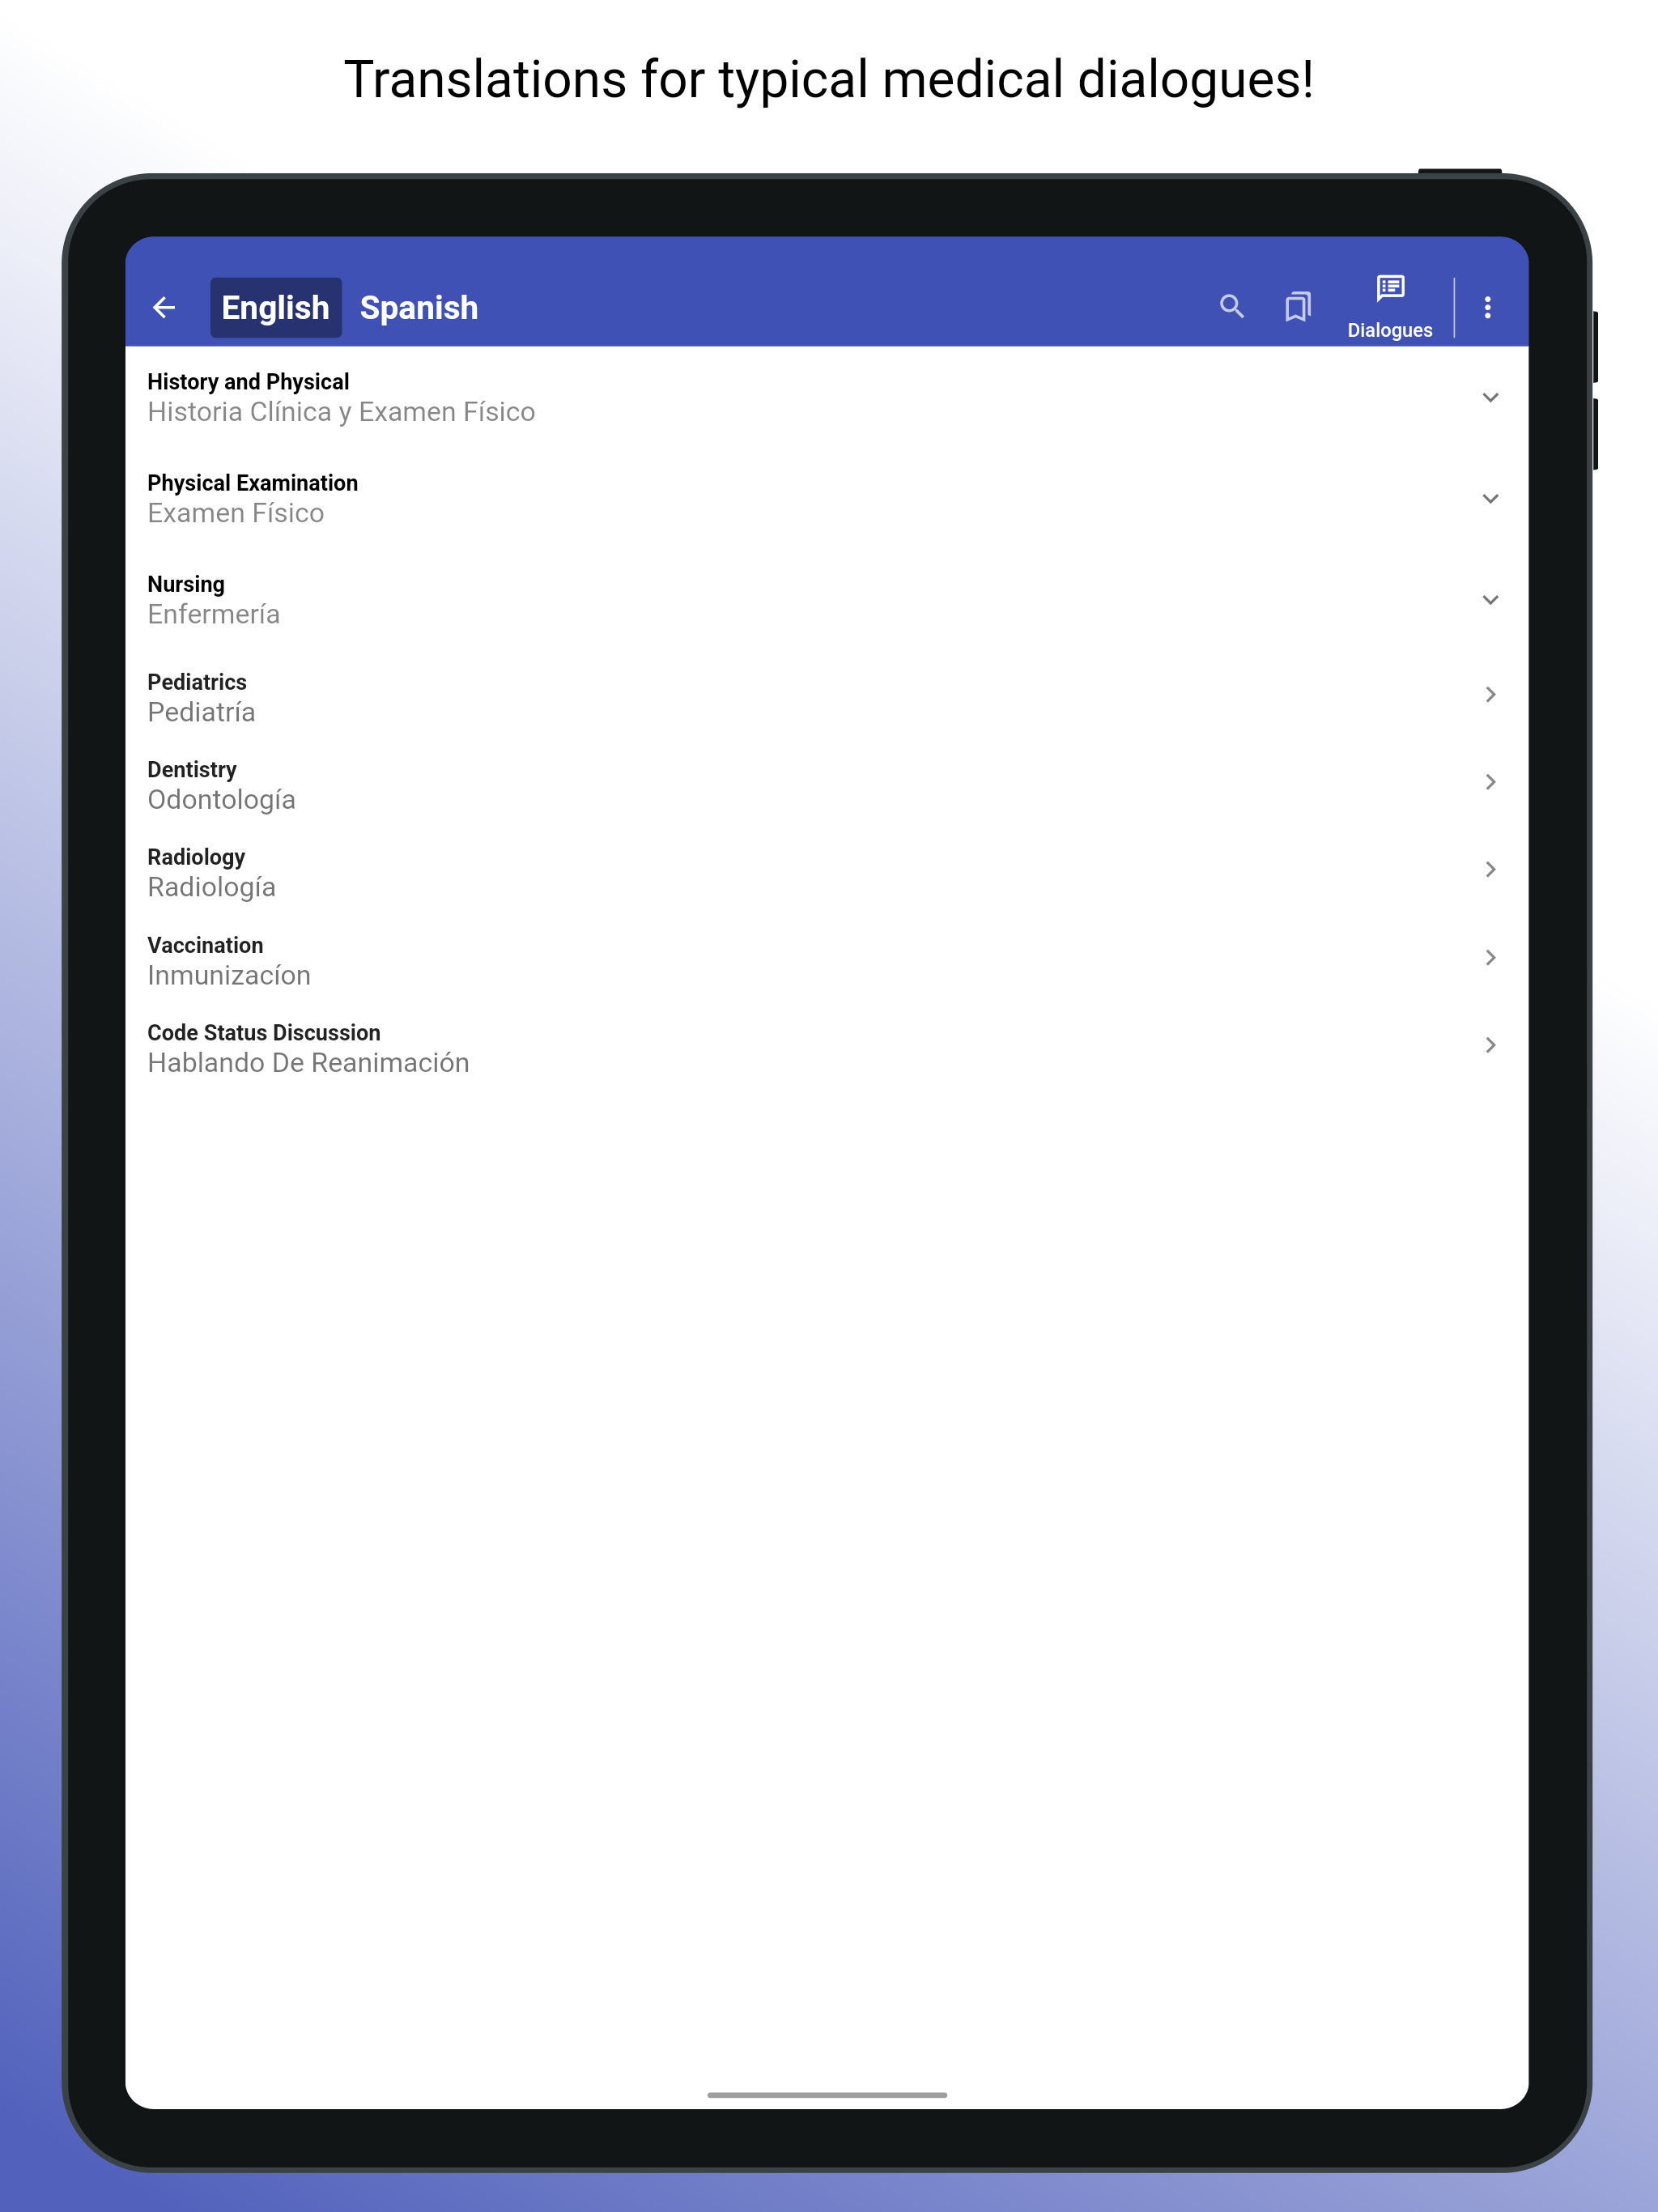 Translations for typical medical dialogues!
English Spanish
Dialogues
History and Physical
Historia Clínica y Examen Físico
Physical Examination
Examen Físico
Nursing
Enfermería
Pediatrics
Pediatría
Dentistry
Odontología
Radiology
Radiología
Vaccination
Inmunizacíon
Code Status Discussion
Hablando De Reanimación